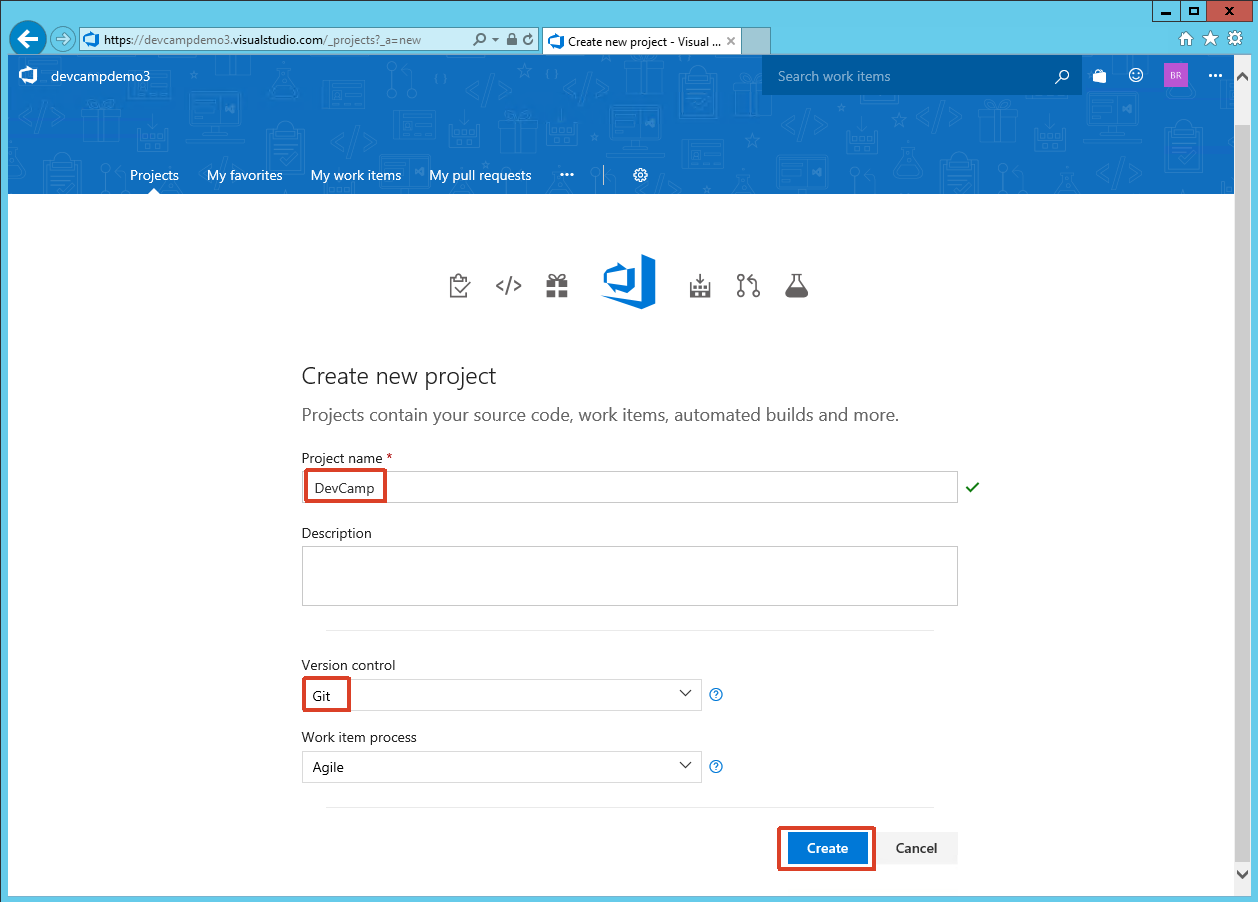 https://devcampdemo3.visualstudio.com/_projects?_a=new
Create new project - Visual ...
devcampdemo3
Search work items
BR
Projects My favorites My work items My pull requests
Create new project
Projects contain your source code, work items, automated builds and more.
Project name *
DevCamp
Description
Version control
Git
Work item process
Agile
Create Cancel